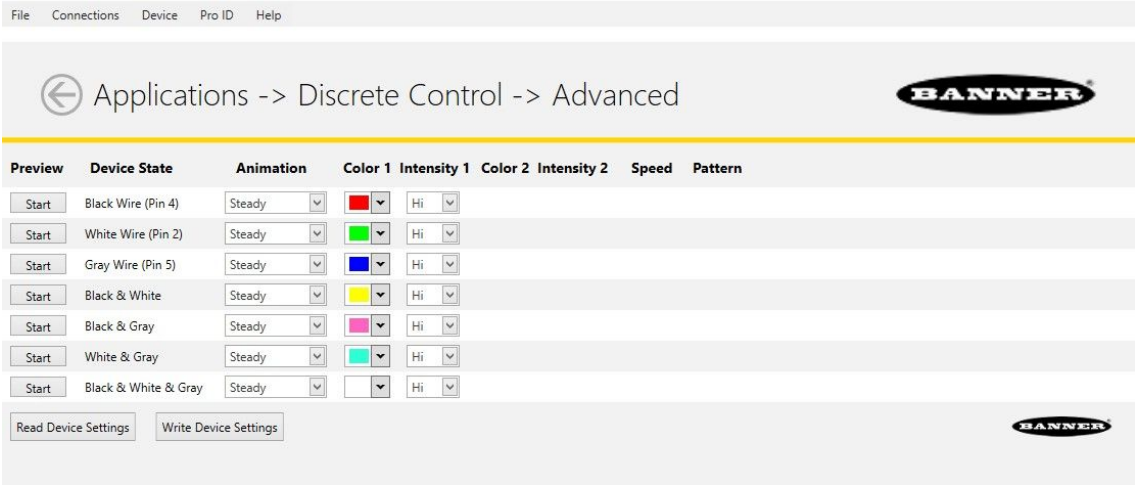 File Connections Device Pro ID Help
Applications -> Discrete Control -> Advanced
BANNER
Preview Device State Animation Color 1 Intensity 1 Color 2 Intensity 2 Speed Pattern
Start Black Wire (Pin 4) Steady Hi
Start White Wire (Pin 2) Steady Hi
Start Gray Wire (Pin 5) Steady Hi
Start Black & White Steady Hi
Start Black & Gray Steady Hi
Start White & Gray Steady Hi
Start Black & White & Gray Steady Hi
Read Device Settings Write Device Settings
BANNER